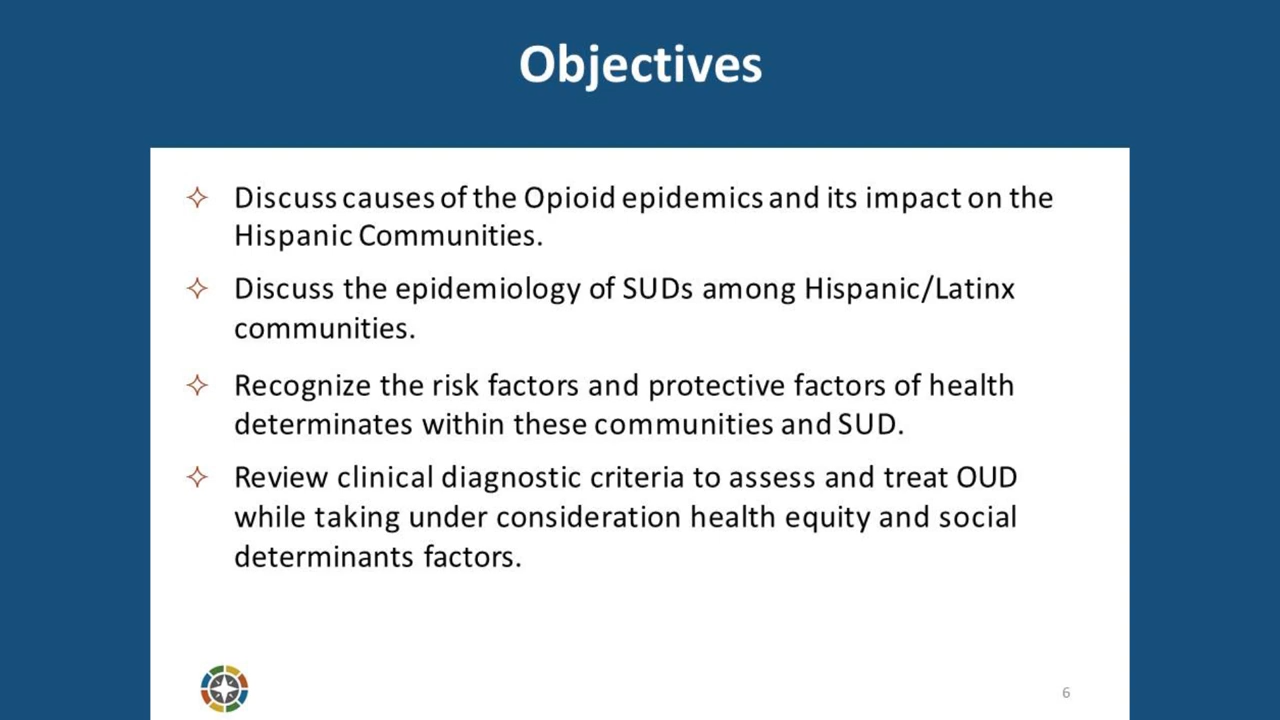 Objectives
Discuss causes of the Opioid epidemics and its impact on the
Hispanic Communities.
Discuss the epidemiology of SUDs among Hispanic/Latinx
communities.
Recognize the risk factors and protective factors of health
determinates within these communities and SUD.
Review clinical diagnostic criteria to assess and treat OUD
while taking under consideration health equity and social
determinants factors.
6